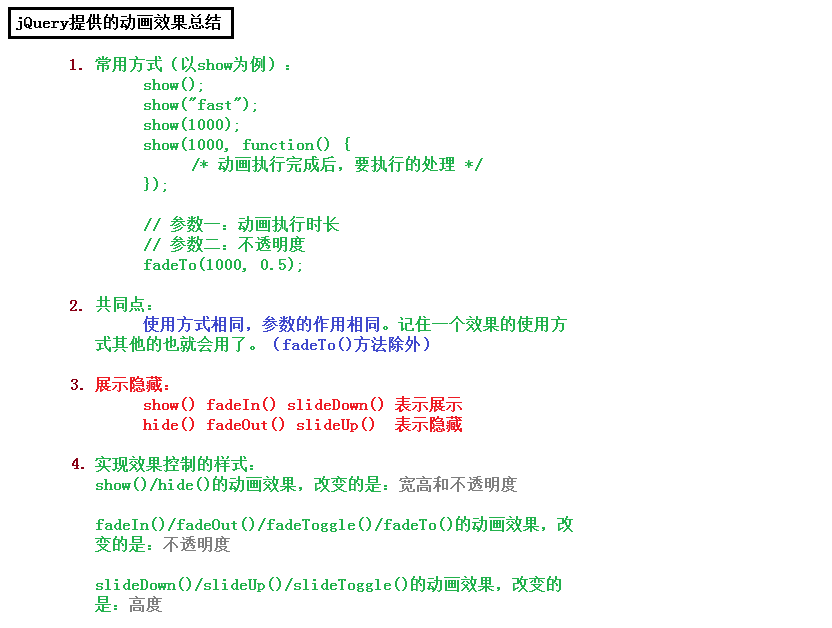 jQuery提供的动画效果总结
1. 常用方式（以show为例）:
show();
show("fast");
show(1000);
show(1000, function() {
/* 动画执行完成后，要执行的处理 */
});
// 参数一：动画执行时长
// 参数二：不透明度
fadeTo(1000, 0.5);
2. 共同点：
使用方式相同，参数的作用相同。记住一个效果的使用方
式其他的也就会用了。（fadeTo()方法除外）
3. 展示隐藏：
show() fadeIn() slideDown() 表示展示
hide() fadeOut() slideUp() 表示隐藏
4. 实现效果控制的样式：
show()/hide()的动画效果，改变的是：宽高和不透明度
fadeIn()/fadeOut()/fadeToggle()/fadeTo()的动画效果，改
变的是：不透明度
slideDown()/slideUp()/slideToggle()的动画效果，改变的
是：高度